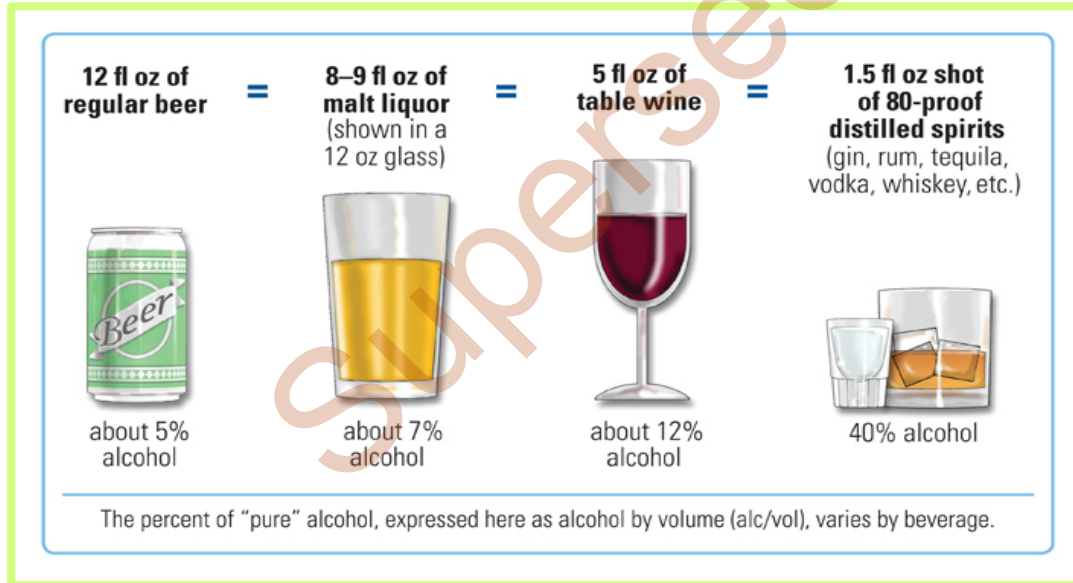 12 fl oz of
regular beer
=
8–9 fl oz of
malt liquor
(shown in a
12 oz glass)
=
5 fl oz of
table wine
=
1.5 fl oz shot
of 80-proof
distilled spirits
(gin, rum, tequila,
vodka, whiskey, etc.)
Beer
about 5%
alcohol
about 7%
alcohol
about 12%
alcohol
40% alcohol
The percent of “pure” alcohol, expressed here as alcohol by volume (alc/vol), varies by beverage.